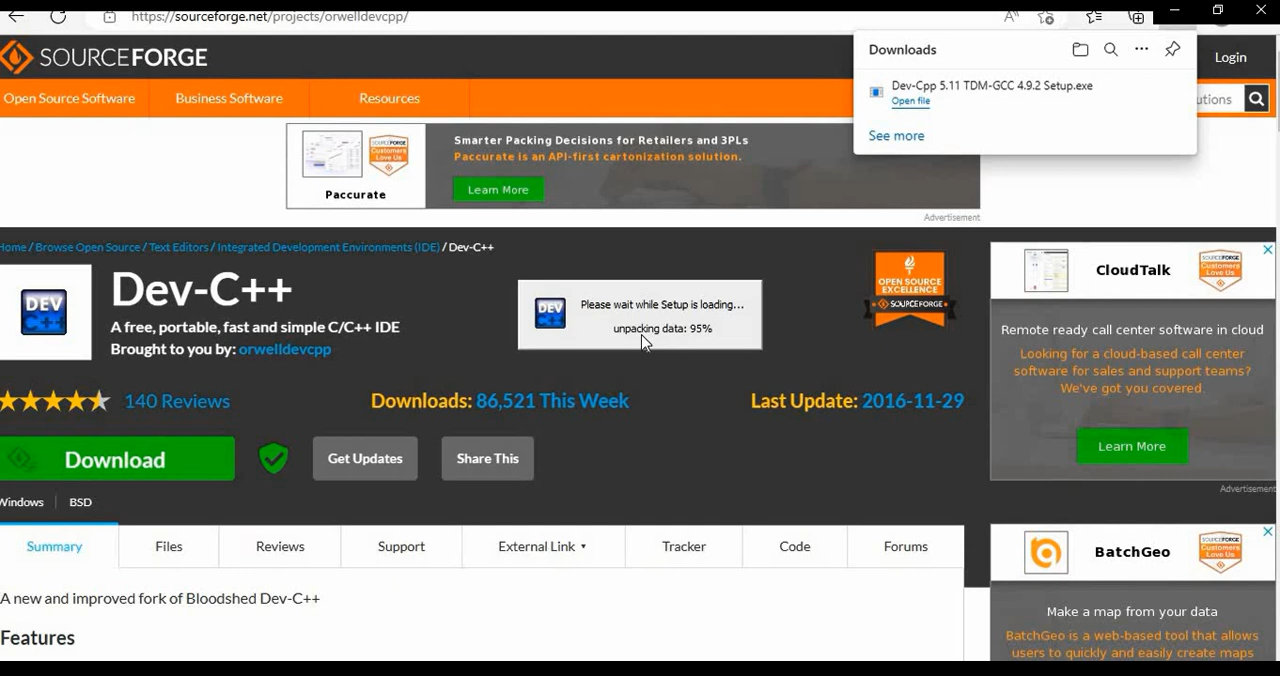 https://sourceforge.net/projects/orwelldevcpp/
SOURCEFORGE
Login
Downloads
Dev-Cpp 5.11 TDM-GCC 4.9.2 Setup.exe
Open file
See more
Open Source Software
Business Software
Resources
utions
Smarter Packing Decisions for Retailers and 3PLs
Paccurate is an API-first cartonization solution.
Paccurate
Learn More
Advertisement
Home / Browse Open Source / Text Editors / Integrated Development Environments (IDE) / Dev-C++
DEV
C++
Dev-C++
A free, portable, fast and simple C/C++ IDE
Brought to you by: orwelldevcpp
DEV
C++
Please wait while Setup is loading...
unpacking data: 95%
OPEN SOURCE
EXCELLENCE
SOURCEFORGE
140 Reviews
Downloads: 86,521 This Week
Last Update: 2016-11-29
Download
Get Updates
Share This
Windows
BSD
Summary
Files
Reviews
Support
External Link
Tracker
Code
Forums
A new and improved fork of Bloodshed Dev-C++
Features
SOURCEFORGE
Customers
Love Us
CloudTalk
Remote ready call center software in cloud
Looking for a cloud-based call center
software for sales and support teams?
We've got you covered.
Learn More
Advertisement
BatchGeo
Make a map from your data
BatchGeo is a web-based tool that allows
users to quickly and easily create maps